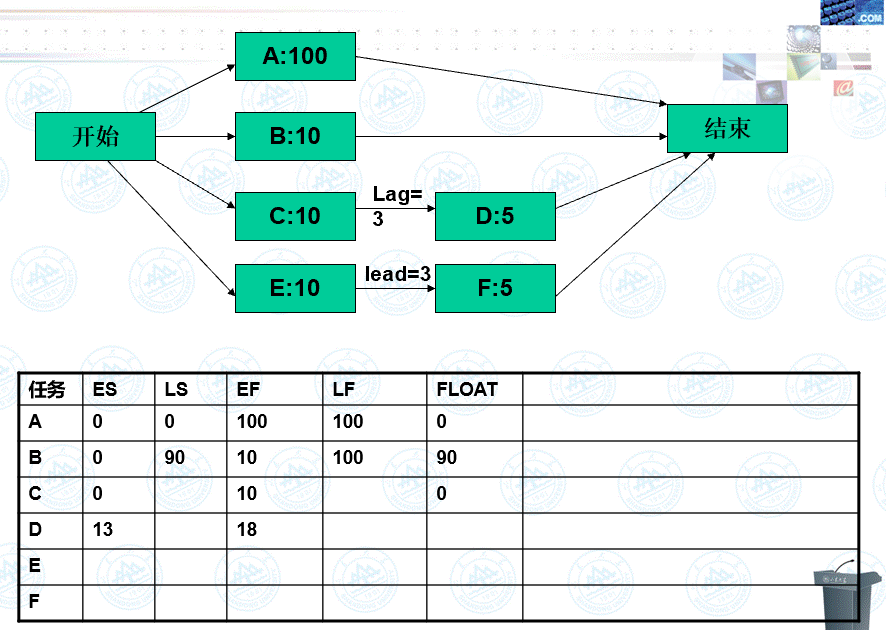 .COM
A:100
开始
B:10
结束
C:10
Lag=
3
D:5
E:10
lead=3
F:5
任务 ES LS EF LF FLOAT
A 0 0 100 100 0
B 0 90 10 100 90
C 0 10 0
D 13 18
E
F